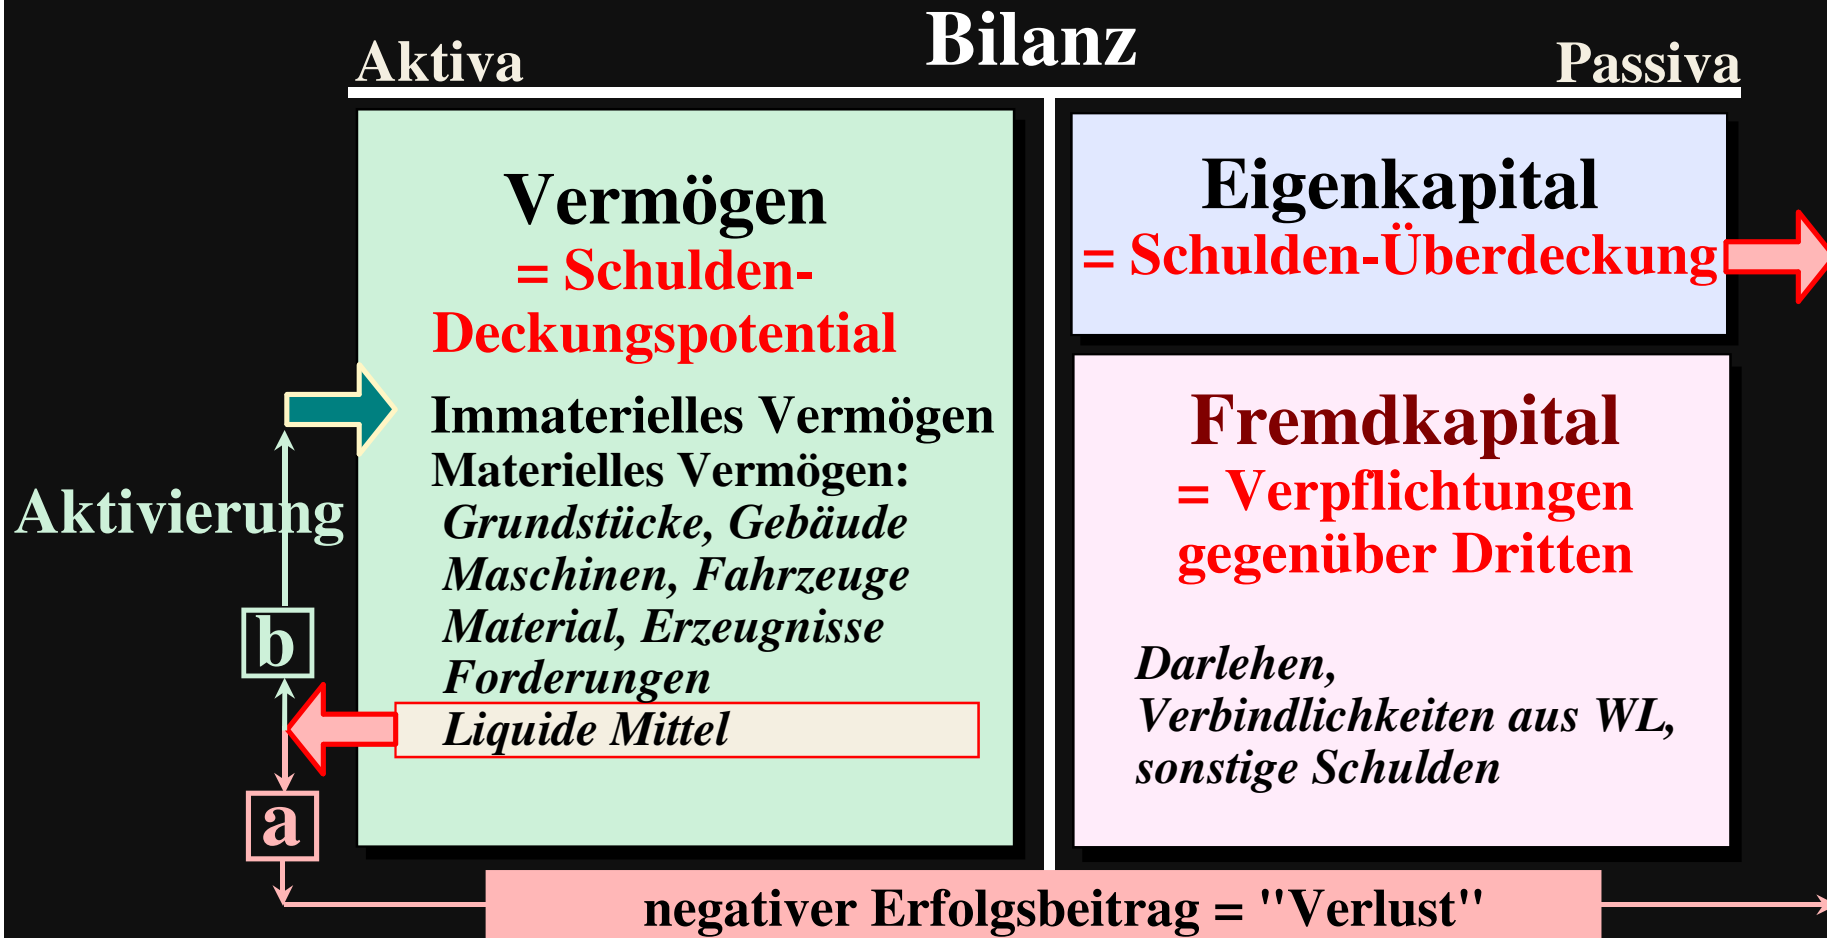 Bilanz
Aktiva
Passiva
Vermögen
= Schulden-
Deckungspotential
Immaterielles Vermögen
Materielles Vermögen:
Grundstücke, Gebäude
Maschinen, Fahrzeuge
Material, Erzeugnisse
Forderungen
Liquide Mittel
Eigenkapital
= Schulden-Überdeckung
Fremdkapital
= Verpflichtungen
gegenüber Dritten
Darlehen,
Verbindlichkeiten aus WL,
sonstige Schulden
Aktivierung
b
a
negativer Erfolgsbeitrag = "Verlust"